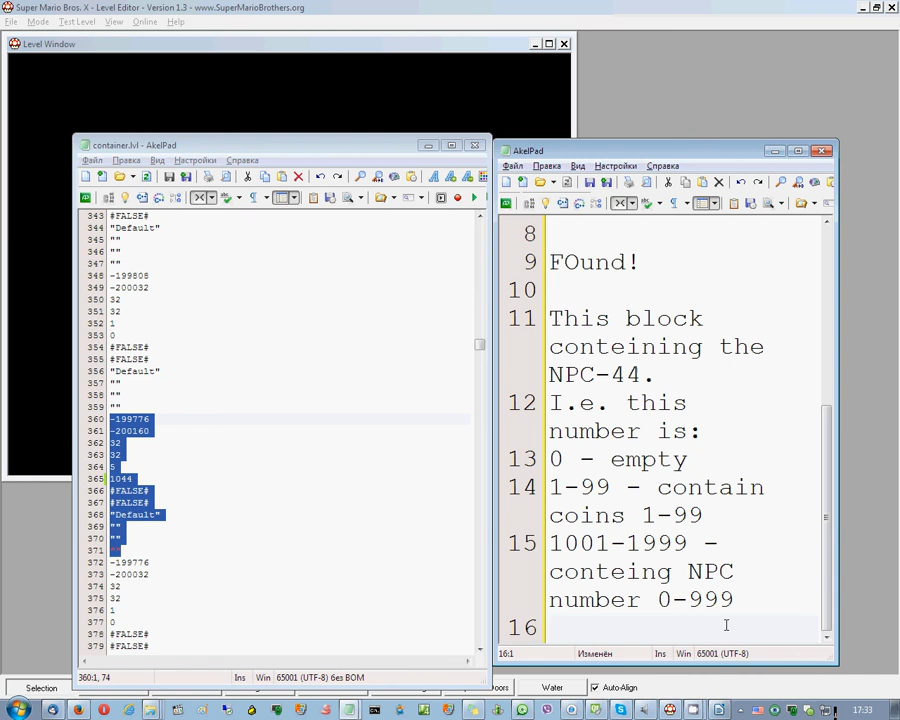 Super Mario Bros. X - Level Editor - Version 1.3 - www.SuperMarioBrothers.org
File Mode Test Level View Online Help
Level Window
container.lvl - AkelPad
Файл Правка Вид Настройки Справка
343 #FALSE#
344 "Default"
345 ""
346 ""
347 ""
348 -199808
349 -200032
350 32
351 32
352 1
353 0
354 #FALSE#
355 #FALSE#
356 "Default"
357 ""
358 ""
359 ""
360 -199776
361 -200160
362 32
363 32
364 5
365 1044
366 #FALSE#
367 #FALSE#
368 "Default"
369 ""
370 ""
371 ""
372 -199776
373 -200032
374 32
375 32
376 1
377 0
378 #FALSE#
379 #FALSE#
360:1, 74 Ins Win 65001 (UTF-8) без BOM
AkelPad
Файл Правка Вид Настройки Справка
8
9 FOund!
10
11 This block
conteining the
NPC-44.
12 I.e. this
number is:
13 0 - empty
14 1-99 - contain
coins 1-99
15 1001-1999 -
conteing NPC
number 0-999
16
16:1 Изменён Ins Win 65001 (UTF-8)
Selection
Water
Auto-Align
17:33